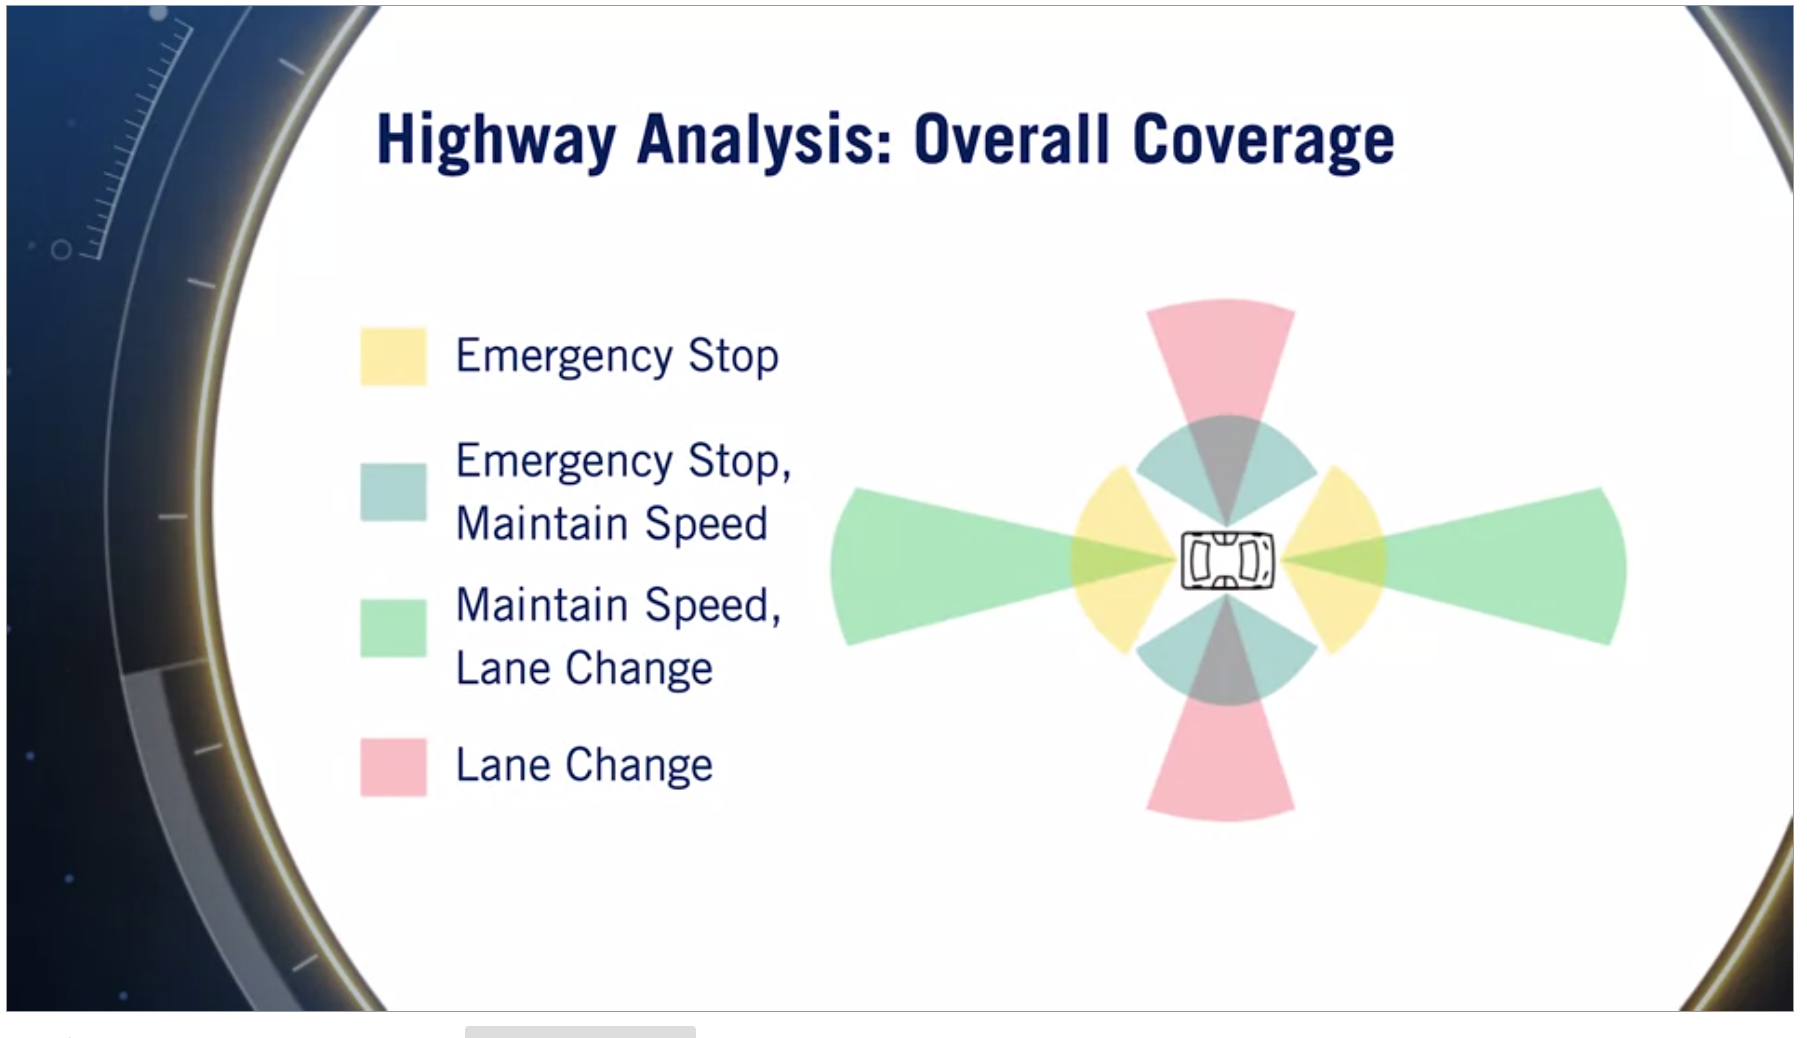 Highway Analysis: Overall Coverage
Emergency Stop
Emergency Stop,
Maintain Speed
Maintain Speed,
Lane Change
Lane Change